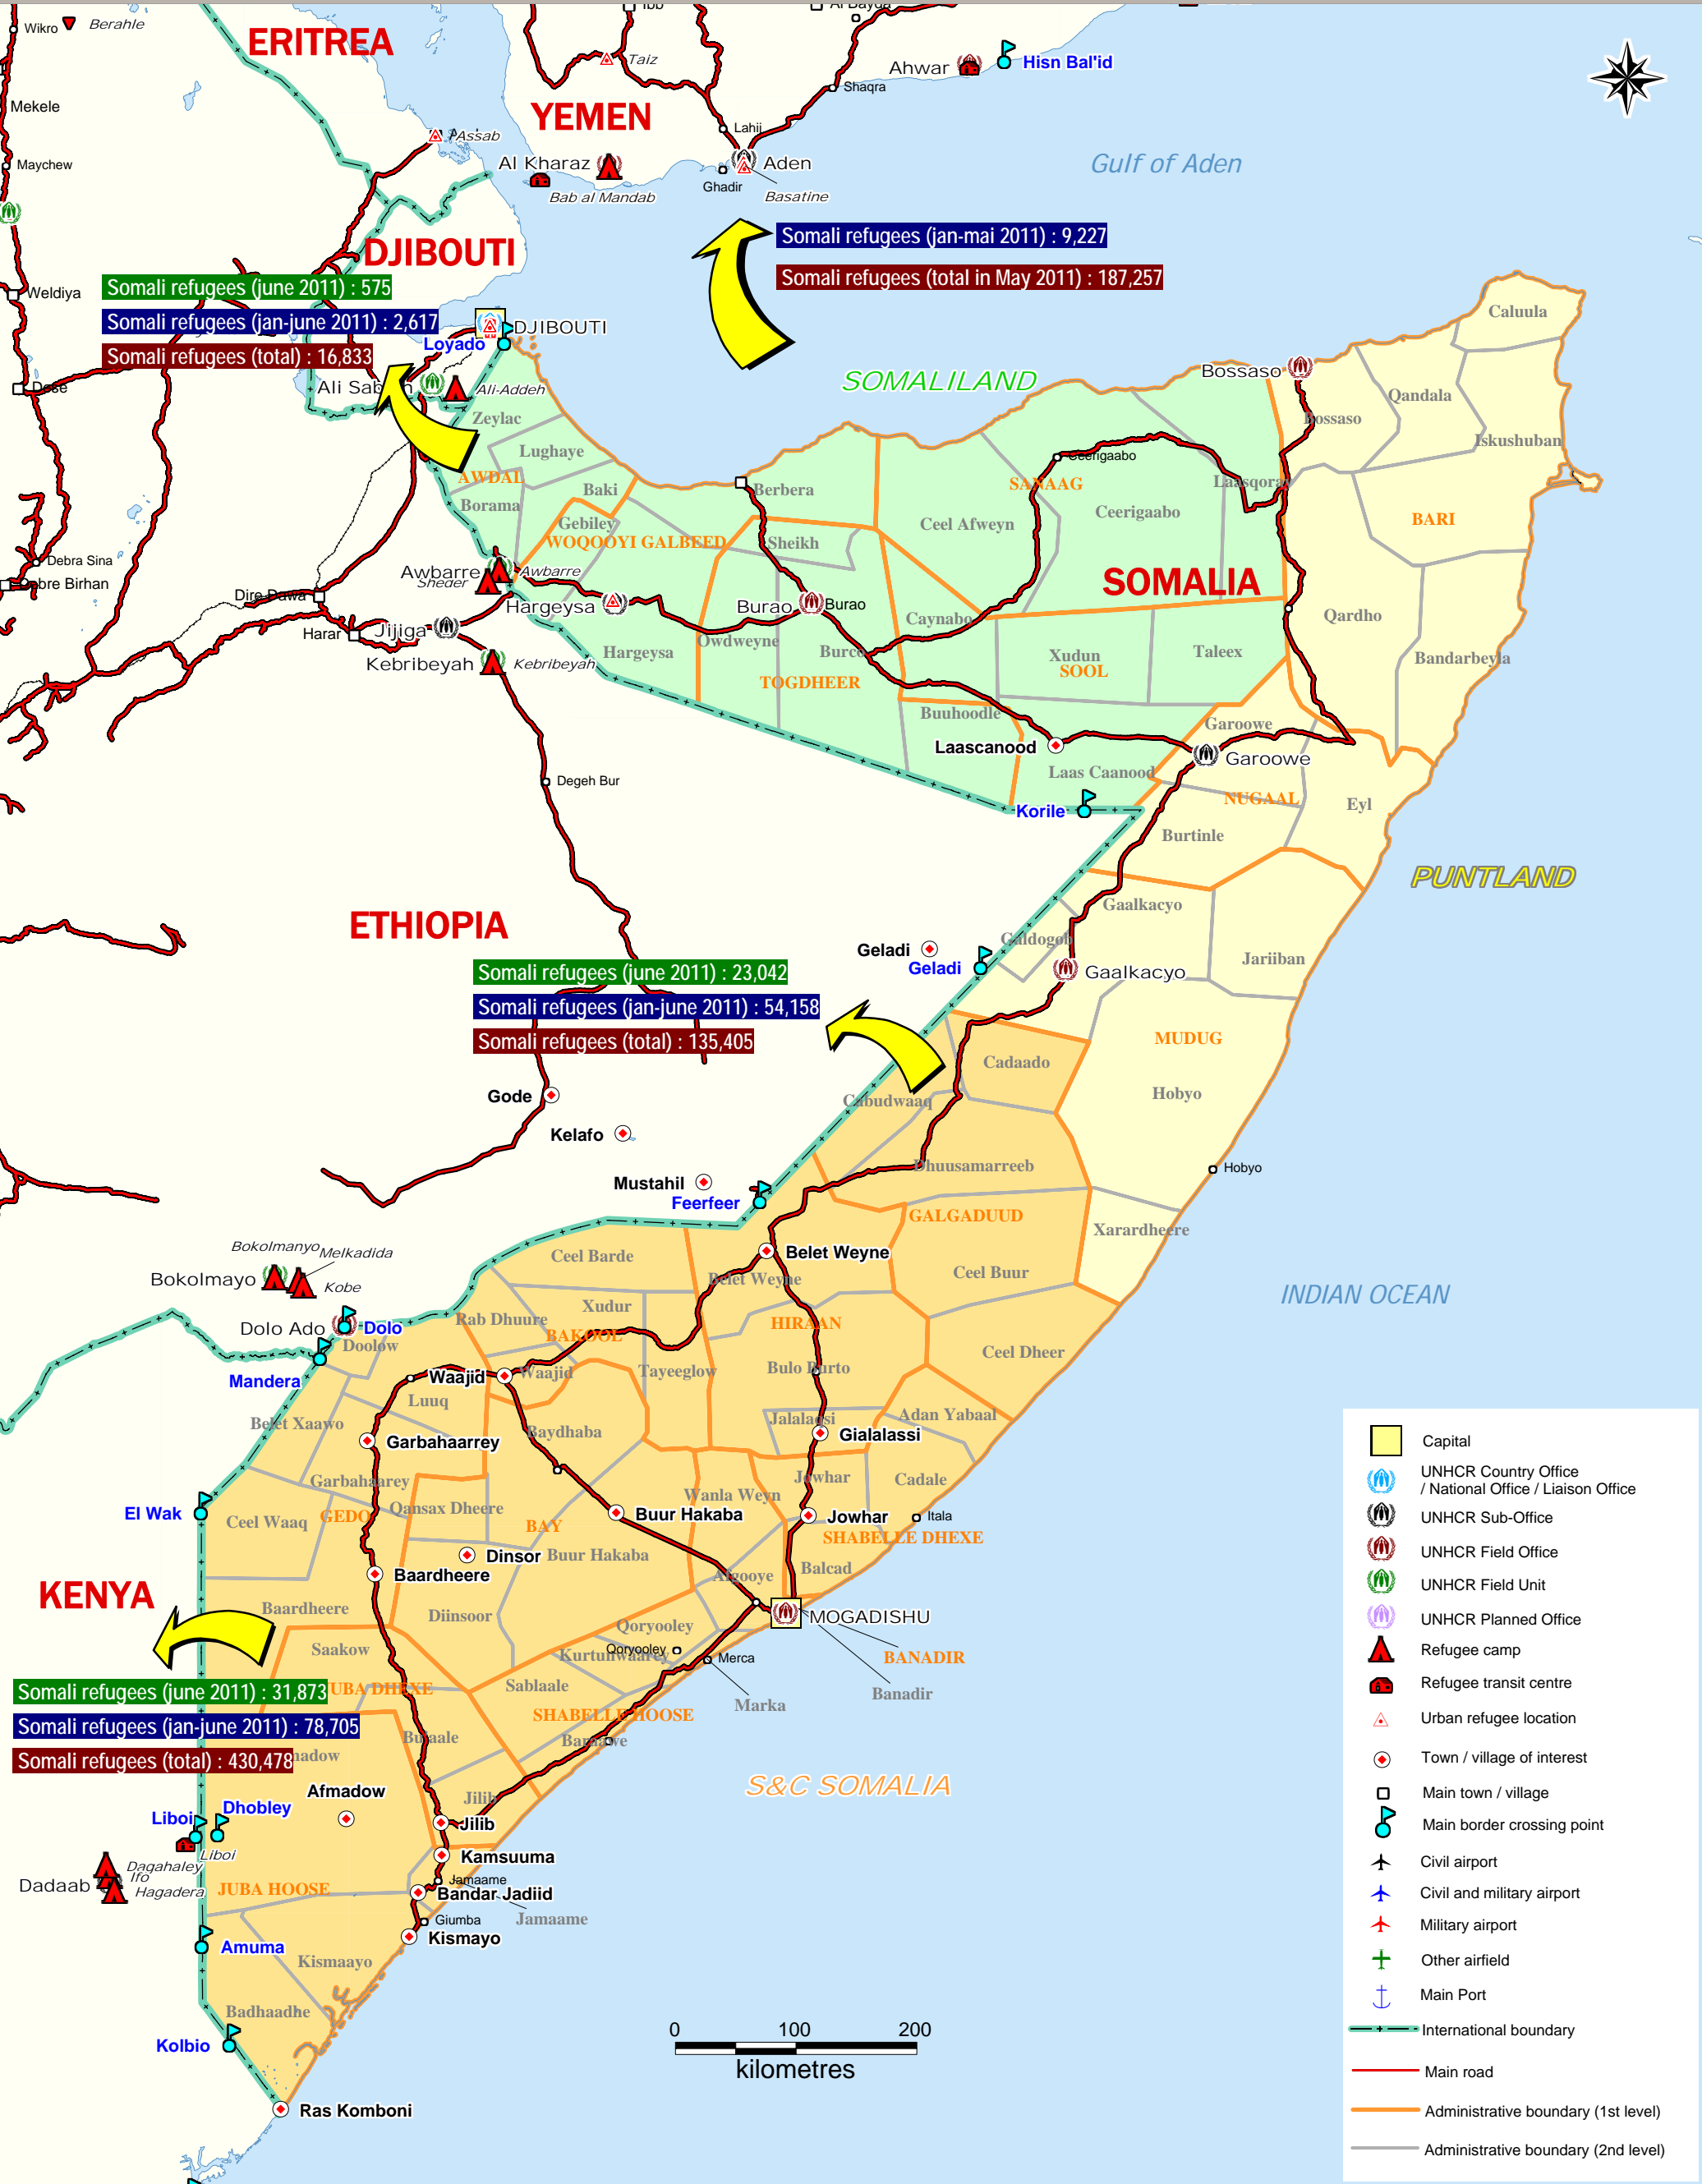 Ibb
Al Bayda
Wikro
Berahle
ERITREA
Taiz
Ahwar
Hisn Bal'id
Shaqra
Mekele
YEMEN
Lahij
Assab
Maychew
Al Kharaz
Aden
Gulf of Aden
Ghadir
Bab al Mandab
Basatine
DJIBOUTI
Somali refugees (jan-mai 2011) : 9,227
Somali refugees (total in May 2011) : 187,257
Weldiya
Somali refugees (june 2011) : 575
Somali refugees (jan-june 2011) : 2,617
Somali refugees (total) : 16,833
DJIBOUTI
Loyado
Caluula
Dese
Ali-Addeh
SOMALILAND
Bossaso
Qandala
Zeylac
Bossaso
Lughaye
Iskushuban
Ceerigaabo
AWDAL
SANAAG
Laasqoray
Baki
Berbera
Borama
Ceel Afweyn
Ceerigaabo
BARI
Gebiley
WOQOOYI GALBEED
Sheikh
Debra Sina
Debre Birhan
Awbarre
Awbarre
Sheder
SOMALIA
Dire Dawa
Hargeysa
Burao
Burao
Qardho
Harar
Jijiga
Caynabo
Owdweyne
Hargeysa
Burco
Xudun
Taleex
Bandarbeyla
Kebribeyah
Kebribeyah
SOOL
TOGDHEER
Buuhoodle
Garoowe
Laascanood
Garoowe
Degeh Bur
Laas Caanood
Korile
NUGAAL
Eyl
Burtinle
PUNTLAND
ETHIOPIA
Gaalkacyo
Geladi
Galdogob
Geladi
Jariiban
Gaalkacyo
Somali refugees (june 2011) : 23,042
Somali refugees (jan-june 2011) : 54,158
Somali refugees (total) : 135,405
MUDUG
Cadaado
Gode
Cabudwaaq
Hobyo
Kelafo
Dhuusamarreeb
Hobyo
Mustahil
Feerfeer
GALGADUUD
Xarardheere
Bokolmanyo
Melkadida
Ceel Barde
Belet Weyne
Bokolmayo
Kobe
Belet Weyne
Ceel Buur
INDIAN OCEAN
Xudur
Dolo Ado
Dolo
Rab Dhuure
HIRAAN
Doolow
BAKOOL
Ceel Dheer
Mandera
Waajid
Waajid
Tayeeglow
Bulo Burto
Luuq
Belet Xaawo
Baydhaba
Jalalaqsi
Adan Yabaal
Garbahaarrey
Gialalassi
Garbahaarey
Jowhar
Cadale
El Wak
Ceel Waaq
GEDO
Qansax Dheere
BAY
Wanla Weyn
Buur Hakaba
Jowhar
Itala
SHABELLE DHEXE
Dinsor
Buur Hakaba
Baardheere
Afgooye
Balcad
KENYA
Baardheere
Diinsoor
MOGADISHU
Qoryooley
Saakow
Qoryooley
Kurtunwaarey
Merca
BANADIR
Somali refugees (june 2011) : 31,873
UBA DHEXE
Sablaale
Banadir
Marka
Somali refugees (jan-june 2011) : 78,705
SHABELLE HOOSE
Bu'aale
Baraawe
Somali refugees (total) : 430,478
madow
S&C SOMALIA
Afmadow
Jilib
Liboi
Dhobley
Jilib
Liboi
Kamsuuma
Dagahaley
Ifo
Dadaab
Hagadera
JUBA HOOSE
Jamaame
Bandar Jadiid
Giumba
Jamaame
Kismayo
Amuma
Kismaayo
Badhaadhe
Kolbio
0 100 200
kilometres
Ras Komboni
Capital
UNHCR Country Office
/ National Office / Liaison Office
UNHCR Sub-Office
UNHCR Field Office
UNHCR Field Unit
UNHCR Planned Office
Refugee camp
Refugee transit centre
Urban refugee location
Town / village of interest
Main town / village
Main border crossing point
Civil airport
Civil and military airport
Military airport
Other airfield
Main Port
International boundary
Main road
Administrative boundary (1st level)
Administrative boundary (2nd level)